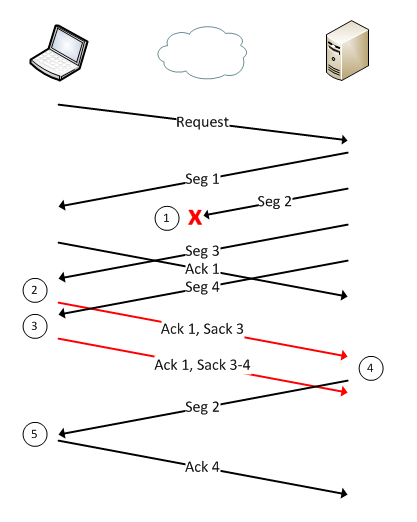 Request
Seg 1
Seg 2
1
X
Seg 3
Ack 1
Seg 4
2
3
Ack 1, Sack 3
Ack 1, Sack 3-4
4
Seg 2
5
Ack 4